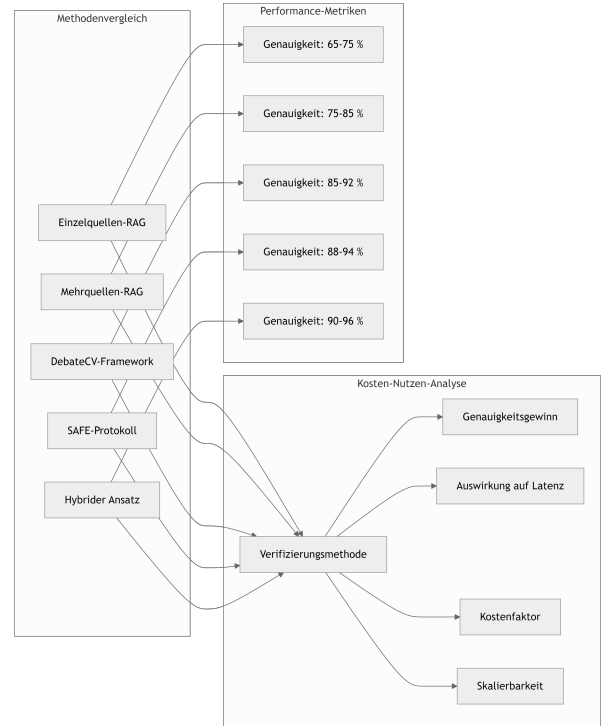 Methodenvergleich
Einzelquellen-RAG
Mehrquellen-RAG
DebateCV-Framework
SAFE-Protokoll
Hybrider Ansatz
Performance-Metriken
Genauigkeit: 65-75 %
Genauigkeit: 75-85 %
Genauigkeit: 85-92 %
Genauigkeit: 88-94 %
Genauigkeit: 90-96 %
Kosten-Nutzen-Analyse
Verifizierungsmethode
Genauigkeitsgewinn
Auswirkung auf Latenz
Kostenfaktor
Skalierbarkeit